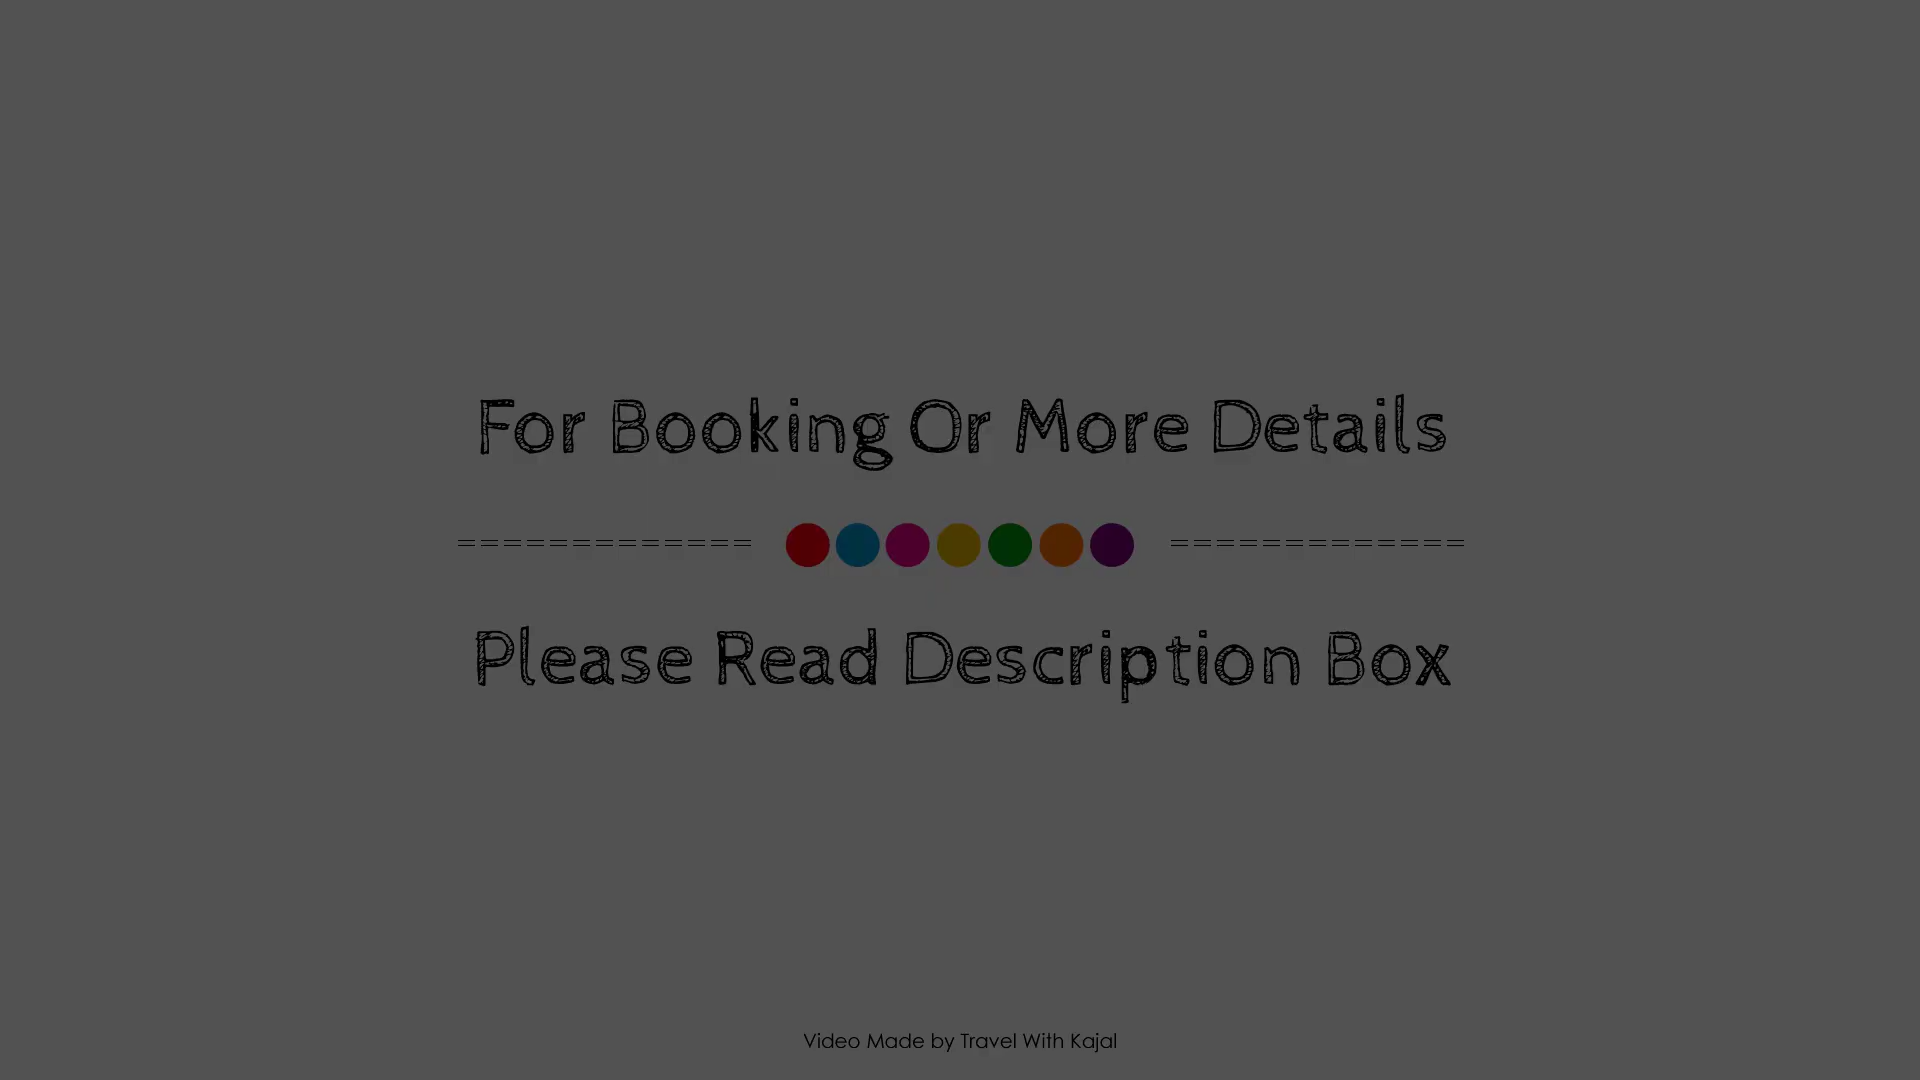 For Booking Or More Details
============= =============
Please Read Description Box
Video Made by Travel With Kajal